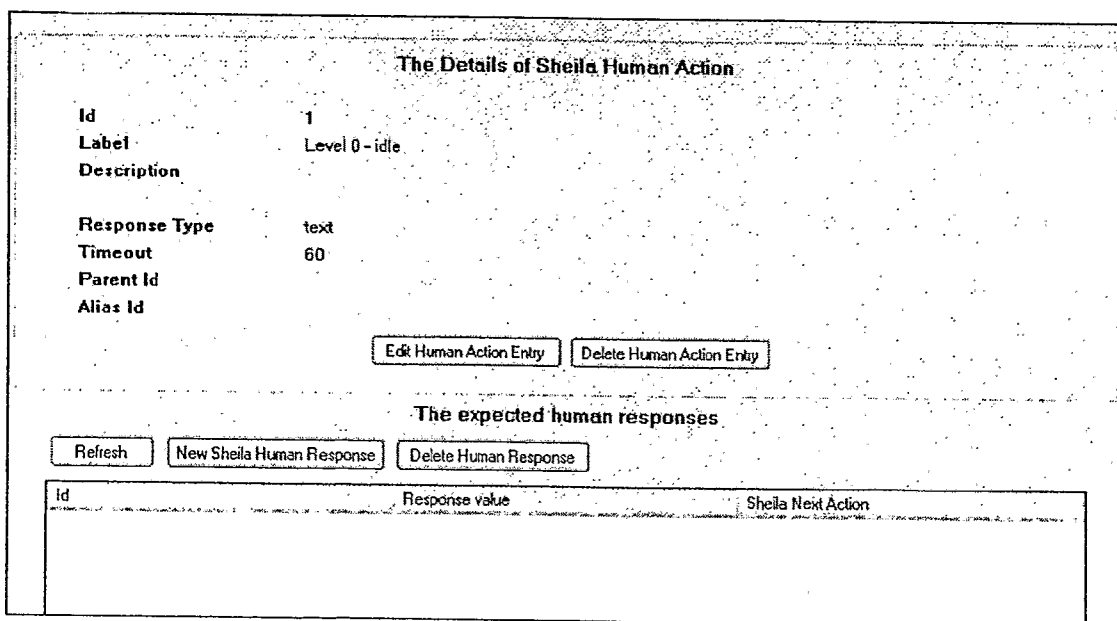 The Details of Sheila Human Action
Id 1
Label Level 0 - idle
Description
Response Type text
Timeout 60
Parent Id
Alias Id
Edit Human Action Entry Delete Human Action Entry
The expected human responses
Refresh New Sheila Human Response Delete Human Response
Id Response value Sheila Next Action